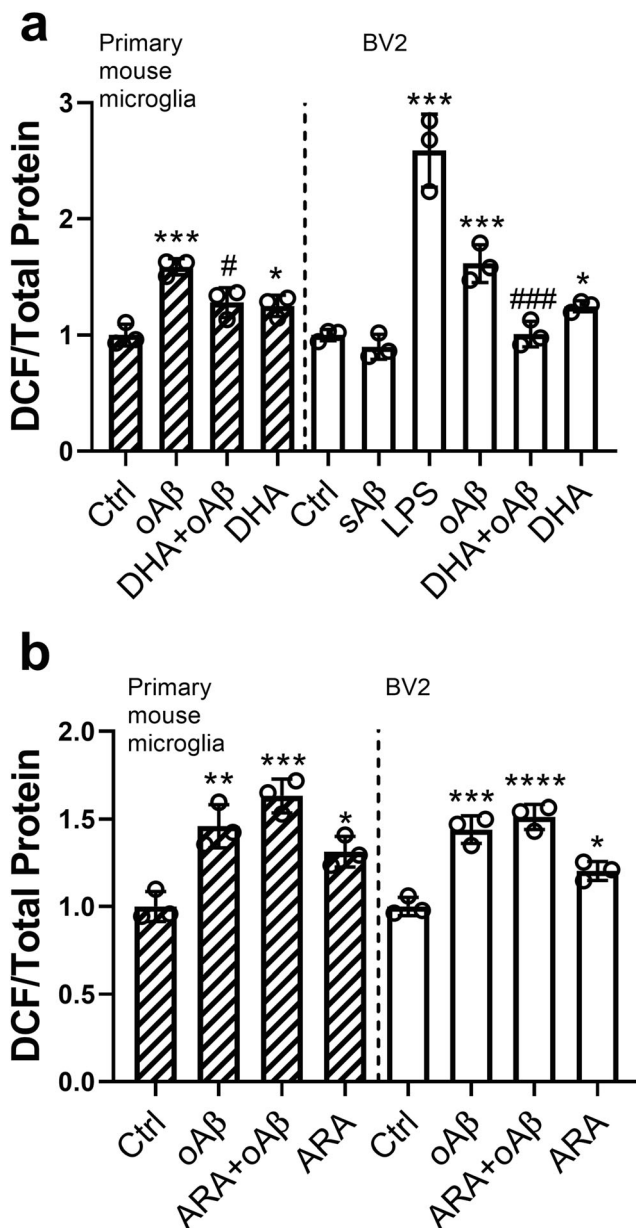 a
Primary
mouse
microglia
BV2
DCF/Total Protein
3
2
1
0
***
#
*
***
***
###
*
Ctrl
oAβ
DHA+oAβ
DHA
Ctrl
sAβ
LPS
oAβ
DHA+oAβ
DHA
b
Primary
mouse
microglia
BV2
DCF/Total Protein
2.0
1.5
1.0
0.5
0.0
**
***
*
***
****
*
Ctrl
oAβ
ARA+oAβ
ARA
Ctrl
oAβ
ARA+oAβ
ARA